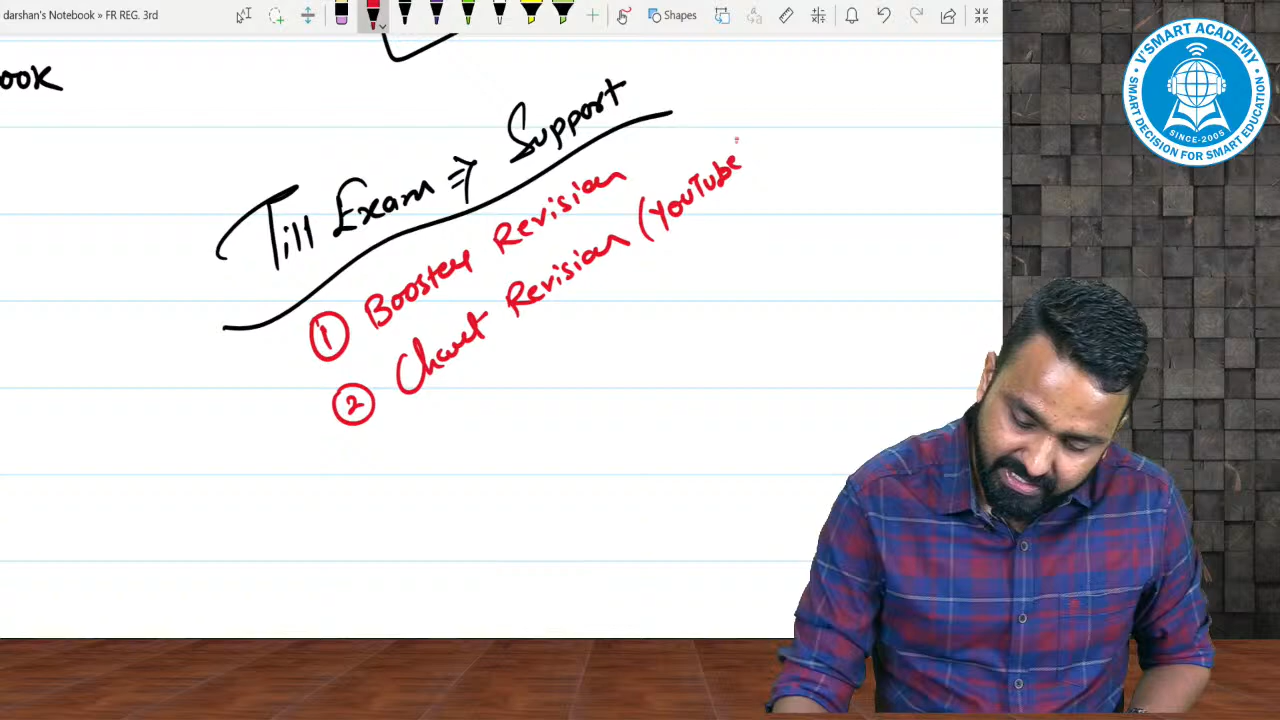 darshan's Notebook » FR REG. 3rd
Shapes
ook
Till Exam ⇒ Support
① Booster Revision
② Chart Revision (YouTube
V'SMART ACADEMY
SINCE-2005
SMART DECISION FOR SMART EDUCATION